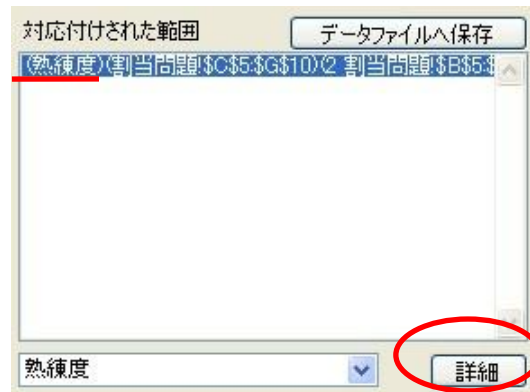 対応付けされた範囲
データファイルへ保存
(熟練度)(割当問題!$C$5:$G$10)(2 割当問題!$B$5:$
熟練度
詳細